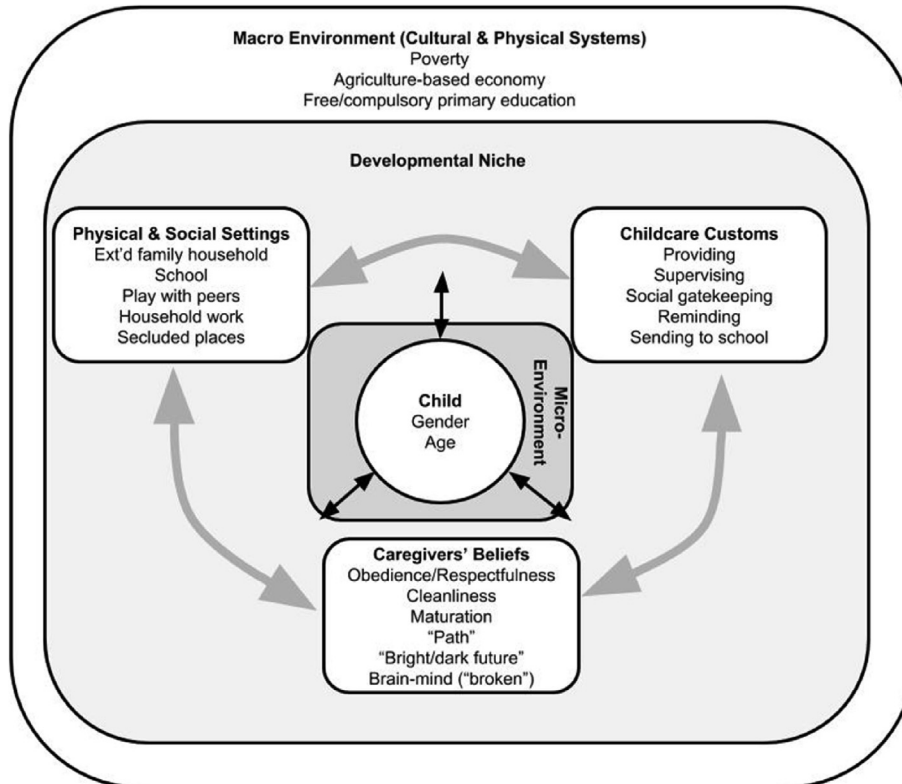 Macro Environment (Cultural & Physical Systems)
Poverty
Agriculture-based economy
Free/compulsory primary education
Developmental Niche
Physical & Social Settings
Ext'd family household
School
Play with peers
Household work
Secluded places
Childcare Customs
Providing
Supervising
Social gatekeeping
Reminding
Sending to school
Child
Gender
Age
Micro-
Environment
Caregivers' Beliefs
Obedience/Respectfulness
Cleanliness
Maturation
“Path”
“Bright/dark future”
Brain-mind (“broken”)